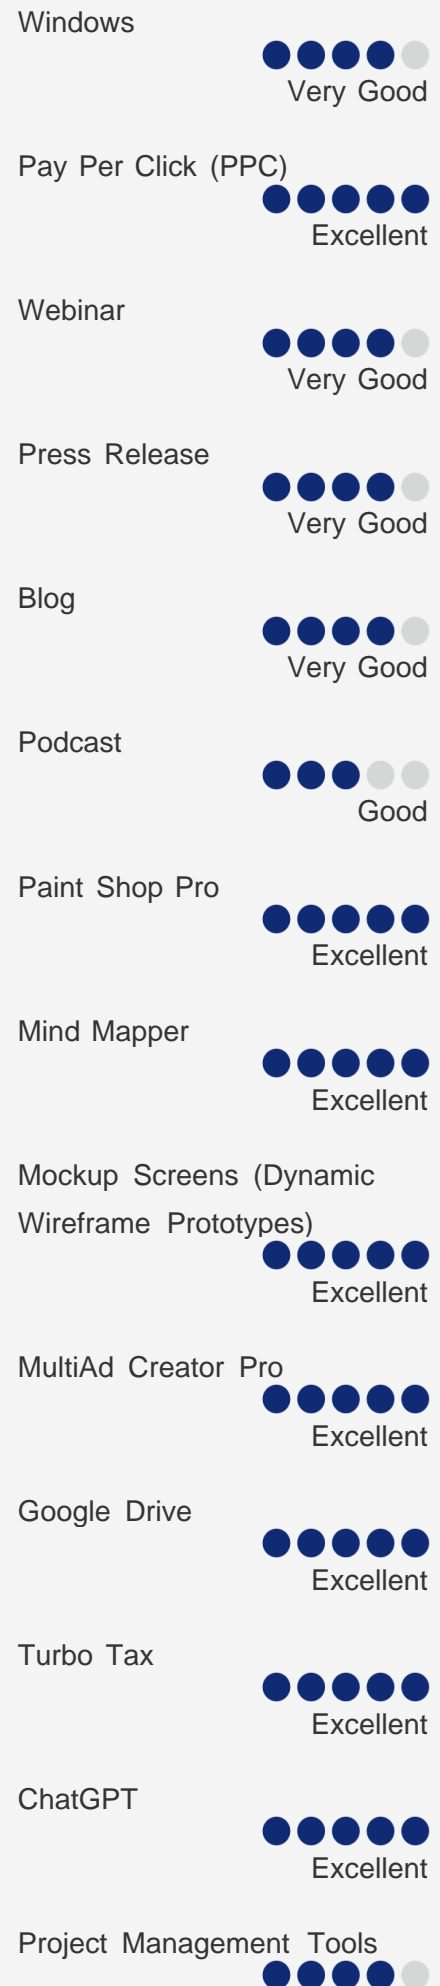 Windows
Very Good
Pay Per Click (PPC)
Excellent
Webinar
Very Good
Press Release
Very Good
Blog
Very Good
Podcast
Good
Paint Shop Pro
Excellent
Mind Mapper
Excellent
Mockup Screens (Dynamic
Wireframe Prototypes)
Excellent
MultiAd Creator Pro
Excellent
Google Drive
Excellent
Turbo Tax
Excellent
ChatGPT
Excellent
Project Management Tools